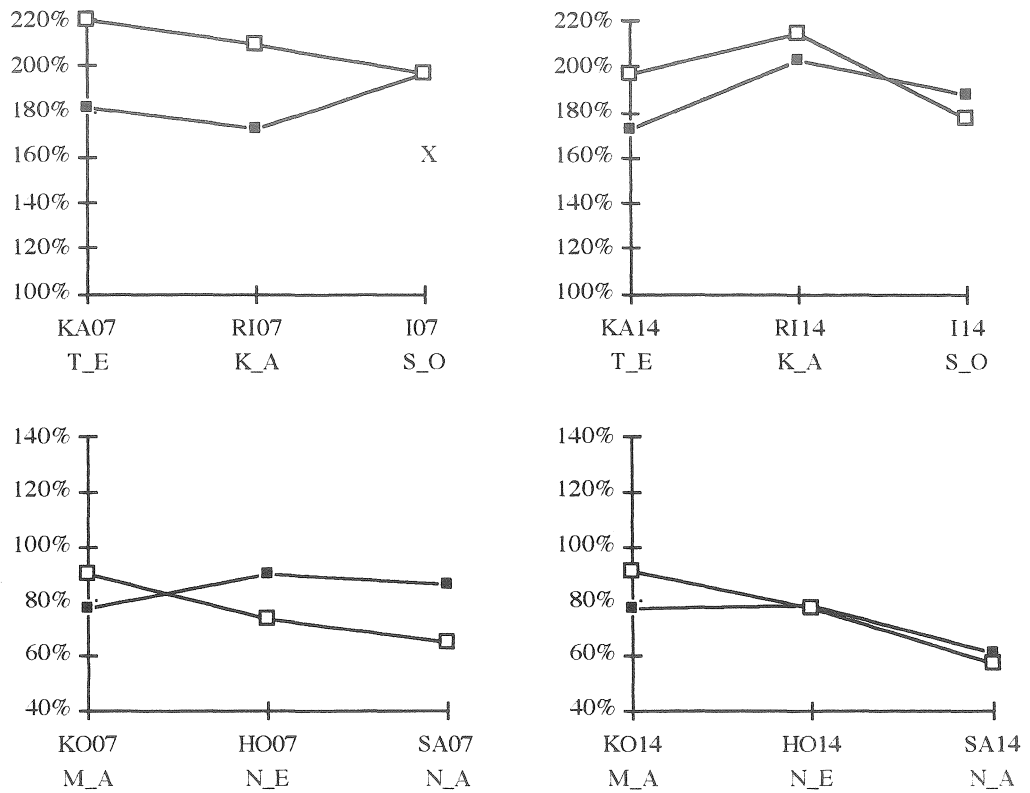 220%
200%
180%
160%
140%
120%
100%
X
KA07 RI07 I07
T_E K_A S_O
220%
200%
180%
160%
140%
120%
100%
KA14 RI14 I14
T_E K_A S_O
140%
120%
100%
80%
60%
40%
KO07 HO07 SA07
M_A N_E N_A
140%
120%
100%
80%
60%
40%
KO14 HO14 SA14
M_A N_E N_A